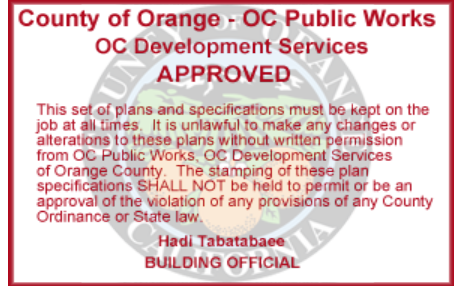 County of Orange - OC Public Works
OC Development Services
APPROVED
This set of plans and specifications must be kept on the
job at all times. It is unlawful to make any changes or
alterations to these plans without written permission
from OC Public Works, OC Development Services
of Orange County. The stamping of these plan
specifications SHALL NOT be held to permit or be an
approval of the violation of any provisions of any County
Ordinance or State law.
Hadi Tabatabaee
BUILDING OFFICIAL
COUNTY OF ORANGE
CALIFORNIA